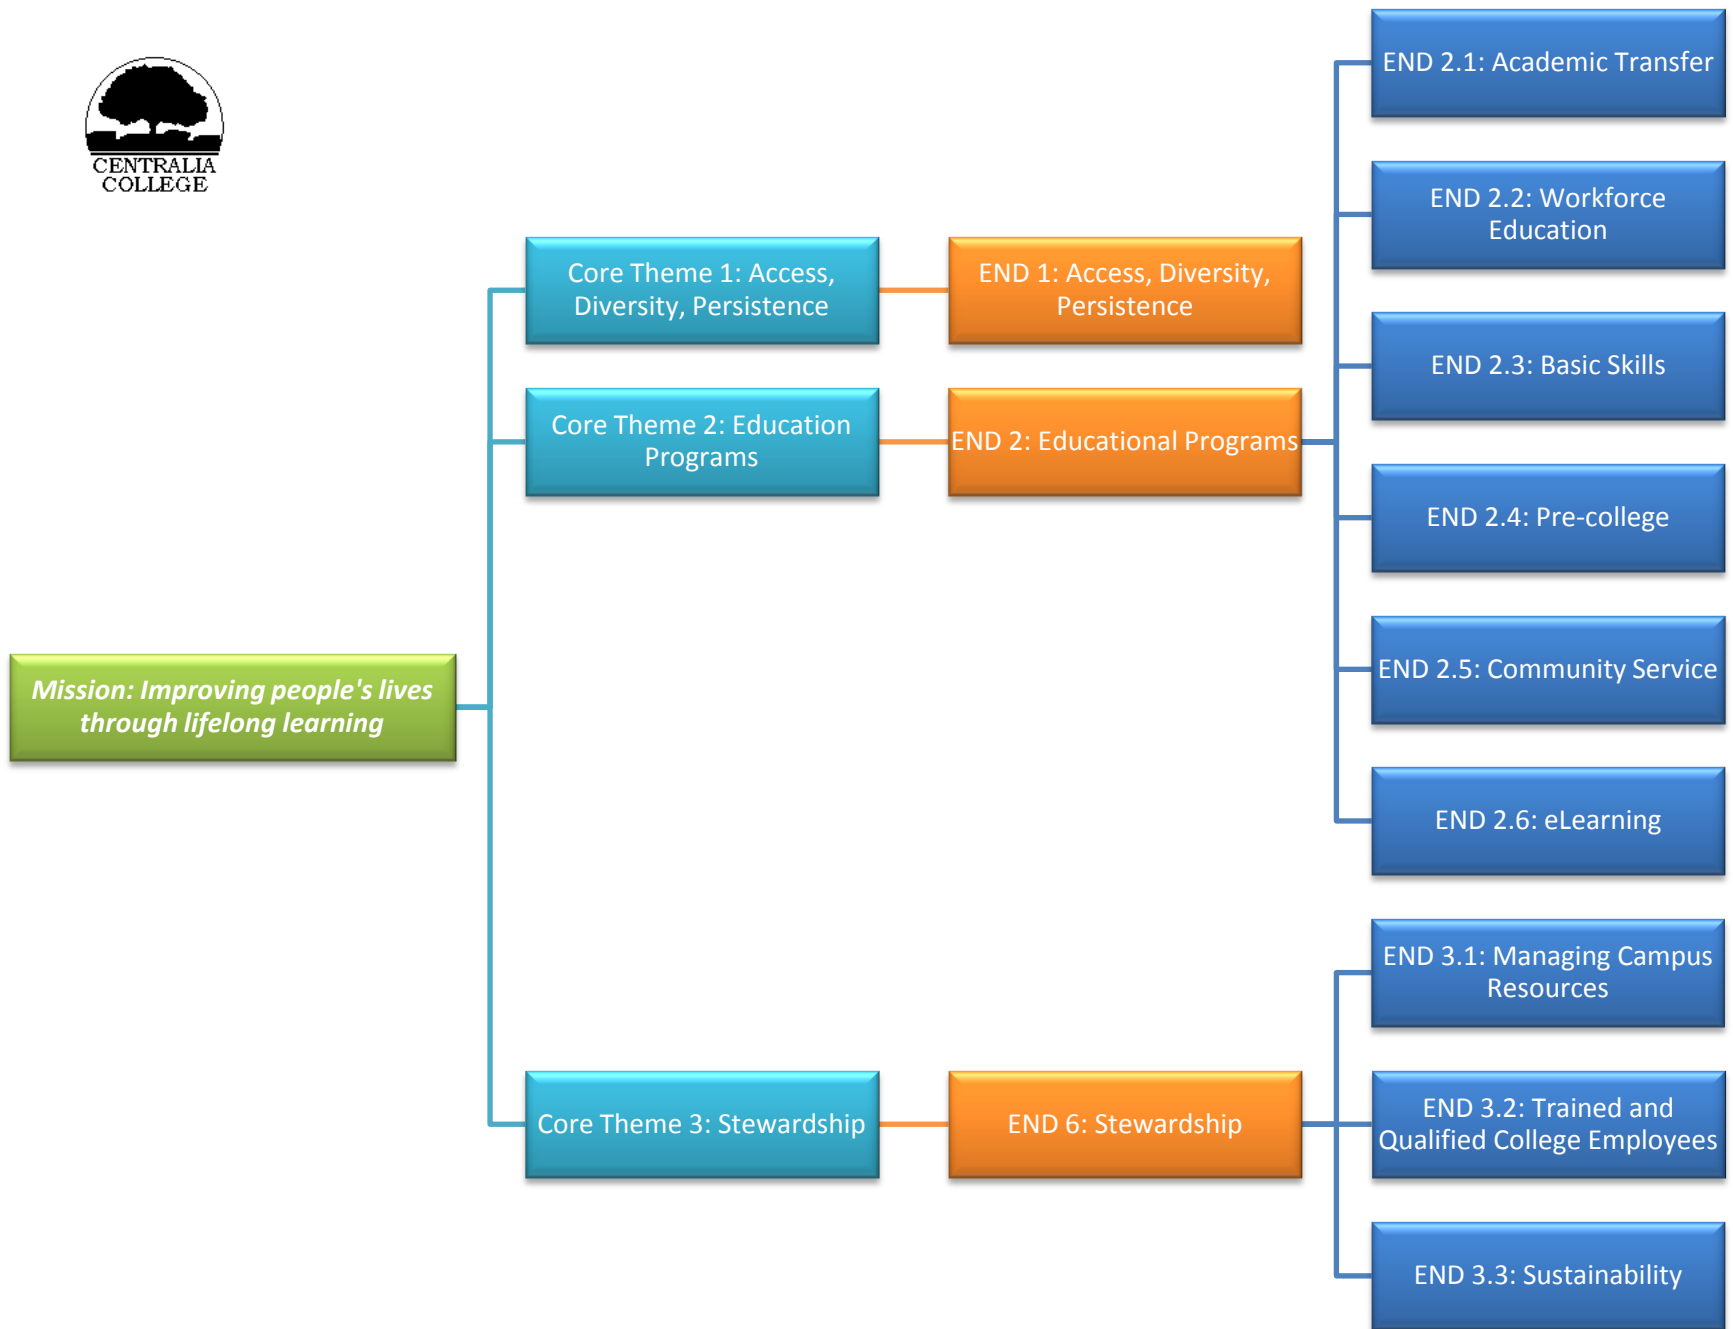 CENTRALIA
COLLEGE
Mission: Improving people's lives
through lifelong learning
Core Theme 1: Access,
Diversity, Persistence
END 1: Access, Diversity,
Persistence
Core Theme 2: Education
Programs
END 2: Educational Programs
END 2.1: Academic Transfer
END 2.2: Workforce
Education
END 2.3: Basic Skills
END 2.4: Pre-college
END 2.5: Community Service
END 2.6: eLearning
Core Theme 3: Stewardship
END 6: Stewardship
END 3.1: Managing Campus
Resources
END 3.2: Trained and
Qualified College Employees
END 3.3: Sustainability